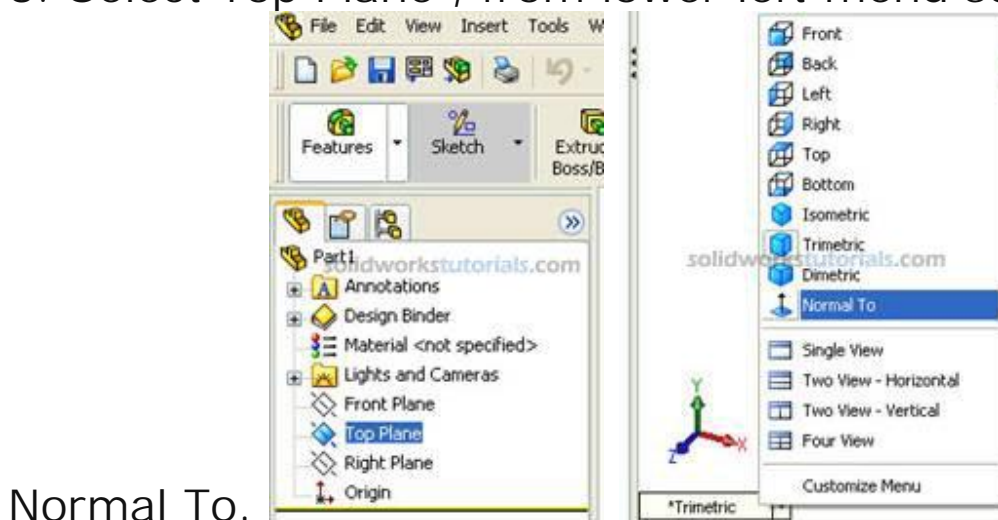 File Edit View Insert Tools W
Features Sketch Extruc
Boss/B
Part1
solidworkstutorials.com
Annotations
Design Binder
Material <not specified>
Lights and Cameras
Front Plane
Top Plane
Right Plane
Origin
Front
Back
Left
Right
Top
Bottom
Isometric
Trimetric
solidworkstutorials.com
Dimetric
Normal To
Single View
Two View - Horizontal
Two View - Vertical
Four View
Customize Menu
Y
X
Z
*Trimetric
Normal To.